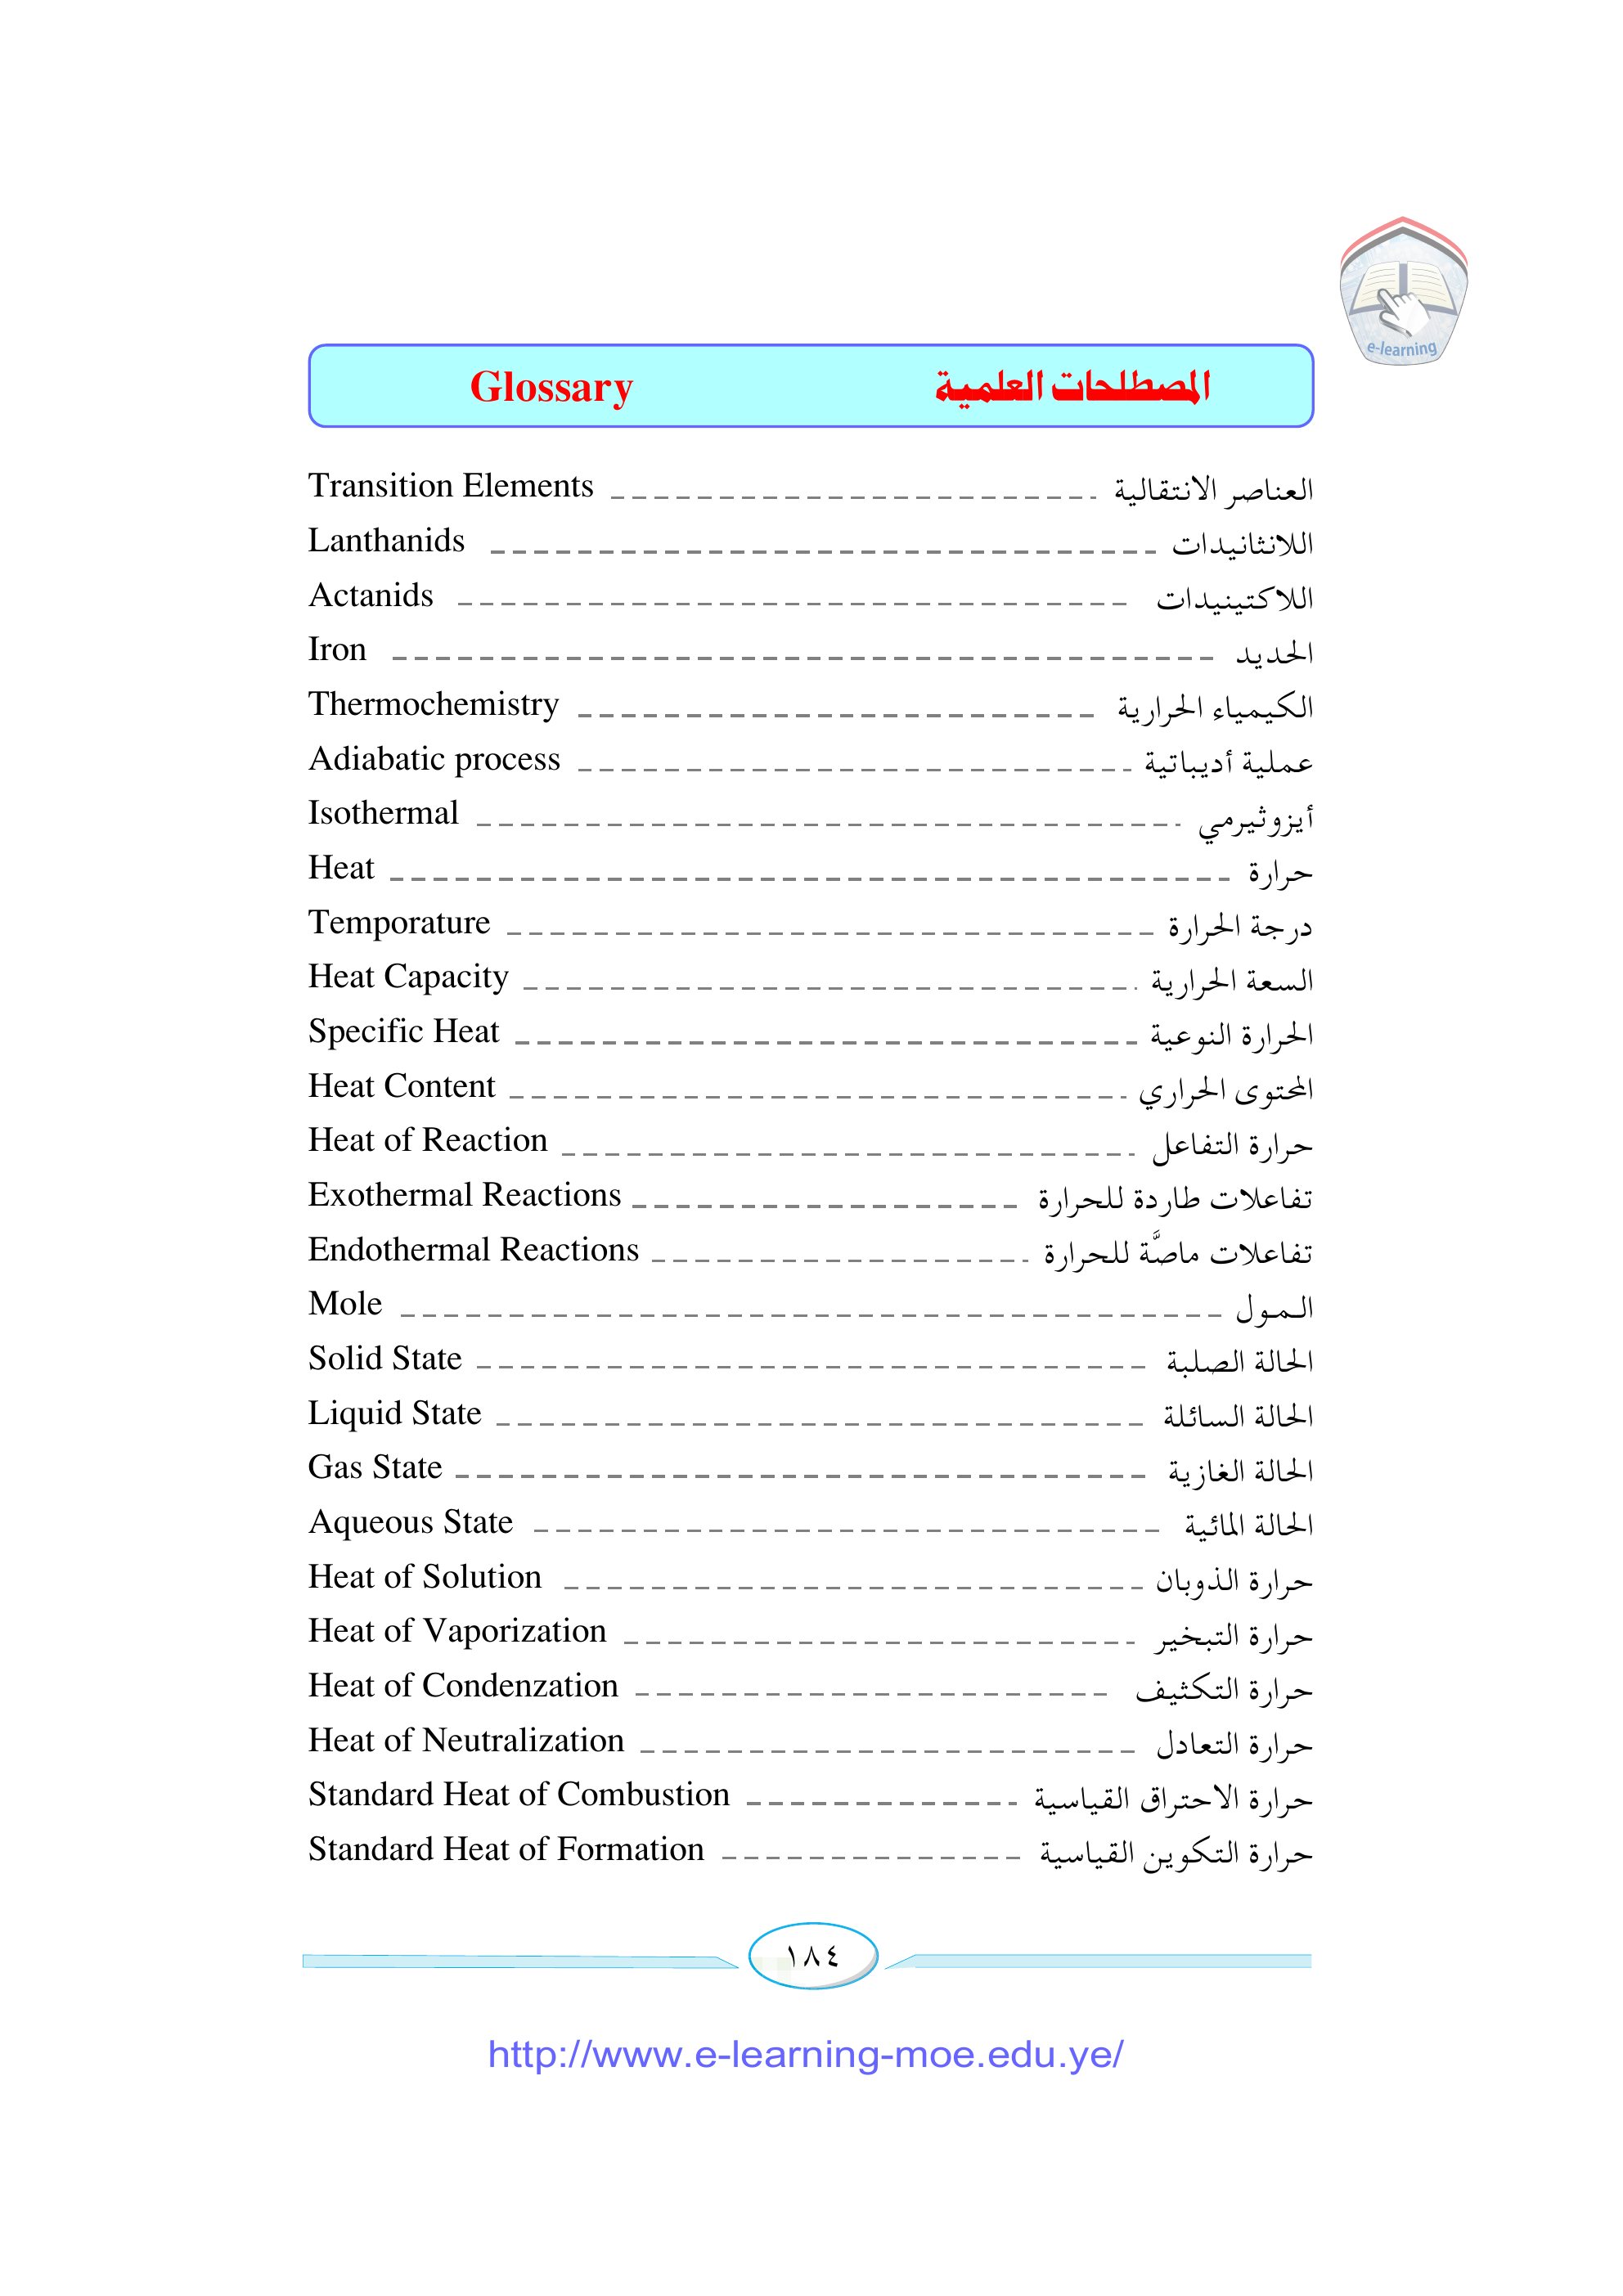 e-learning
Glossary المصطلحات العلمية
Transition Elements العناصر الانتقالية
Lanthanids اللانثانيدات
Actanids اللاكتينيدات
Iron الحديد
Thermochemistry الكيمياء الحرارية
Adiabatic process عملية أديباتية
Isothermal أيزوثيرمي
Heat حرارة
Temporature درجة الحرارة
Heat Capacity السعة الحرارية
Specific Heat الحرارة النوعية
Heat Content المحتوى الحراري
Heat of Reaction حرارة التفاعل
Exothermal Reactions تفاعلات طاردة للحرارة
Endothermal Reactions تفاعلات ماصَّة للحرارة
Mole المول
Solid State الحالة الصلبة
Liquid State الحالة السائلة
Gas State الحالة الغازية
Aqueous State الحالة المائية
Heat of Solution حرارة الذوبان
Heat of Vaporization حرارة التبخير
Heat of Condenzation حرارة التكثيف
Heat of Neutralization حرارة التعادل
Standard Heat of Combustion حرارة الاحتراق القياسية
Standard Heat of Formation حرارة التكوين القياسية
١٨٤
http://www.e-learning-moe.edu.ye/